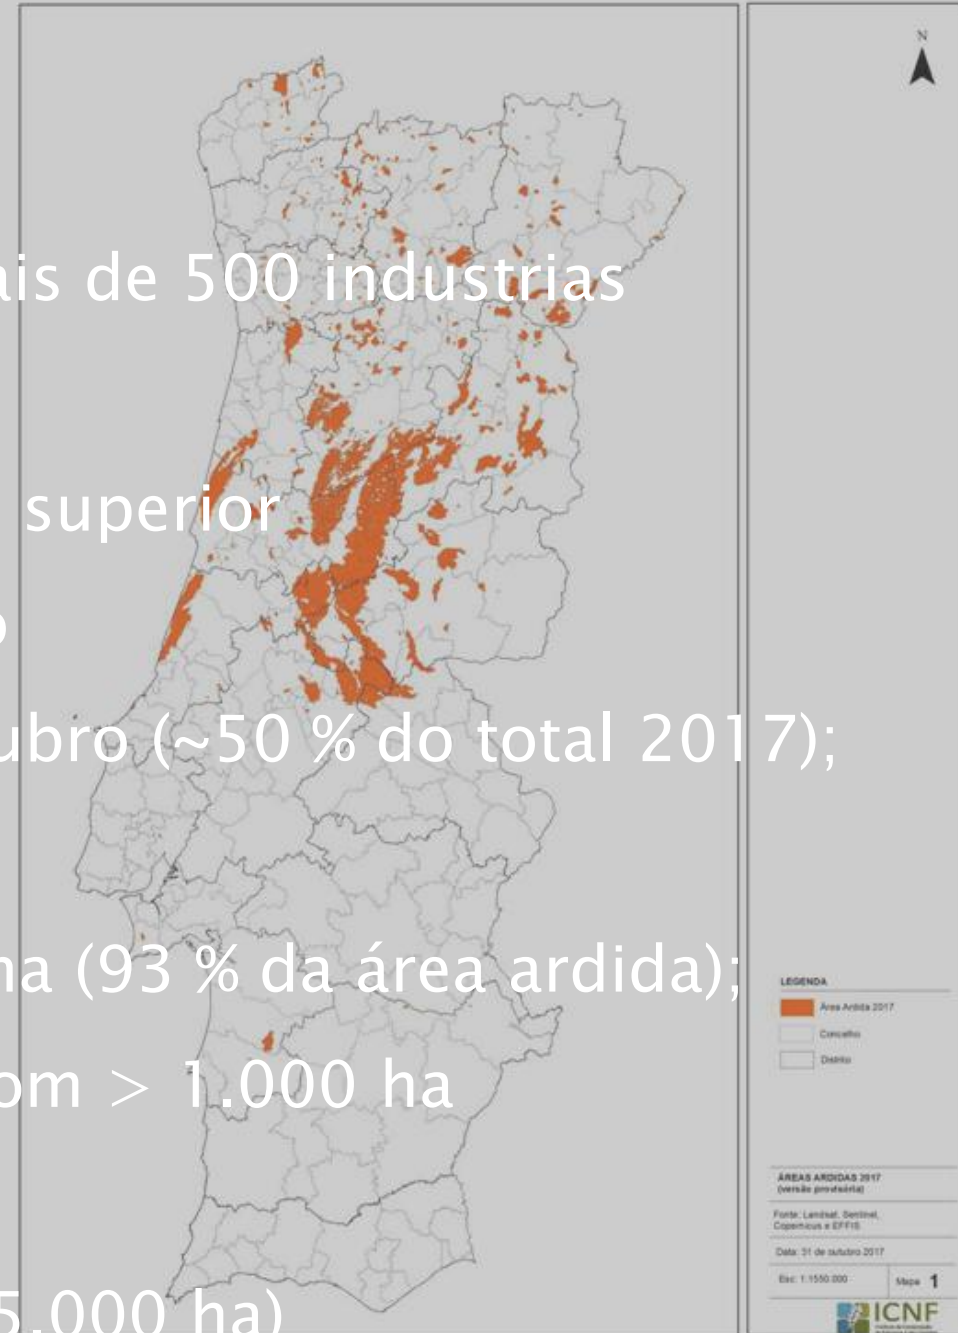 N
ais de 500 industrias
superior
o
ubro (~50 % do total 2017);
na (93 % da área ardida);
om > 1.000 ha
5.000 ha)
LEGENDA
Área Ardida 2017
Concelho
Distrito
ÁREAS ARDIDAS 2017
(versão provisória)
Fonte: Landsat, Sentinel,
Copernicus e EFFIS
Data: 31 de outubro 2017
Esc: 1:1550.000
Mapa 1
ICNF